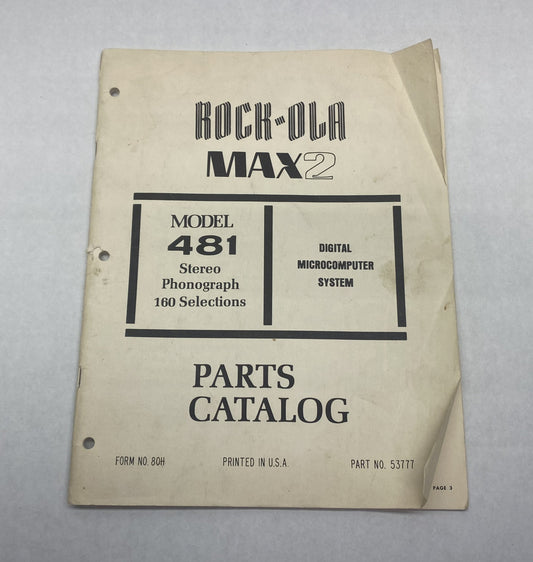 ROCK-OLA
MAX2
MODEL
481
Stereo
Phonograph
160 Selections
DIGITAL
MICROCOMPUTER
SYSTEM
PARTS
CATALOG
FORM NO. 80H PRINTED IN U.S.A. PART NO. 53777
PAGE 3